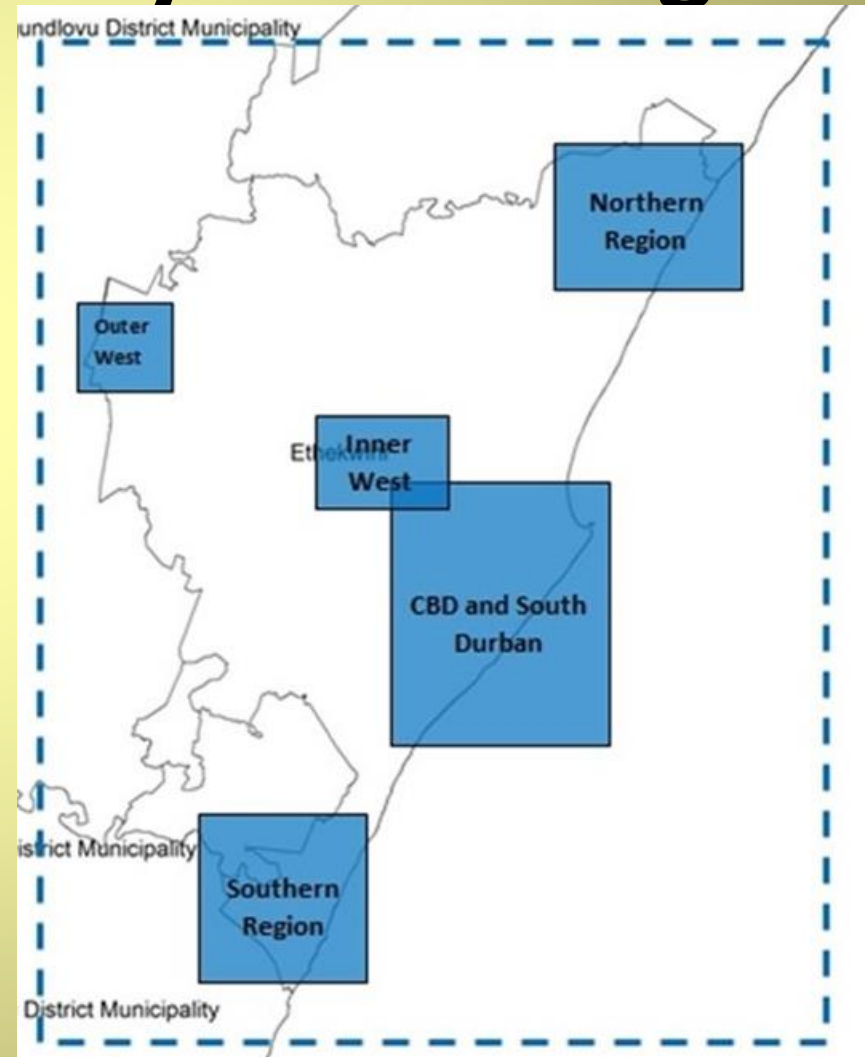 undlovu District Municipality
Northern
Region
Outer
West
Ethekwini
Inner
West
CBD and South
Durban
istrict Municipality
Southern
Region
District Municipality